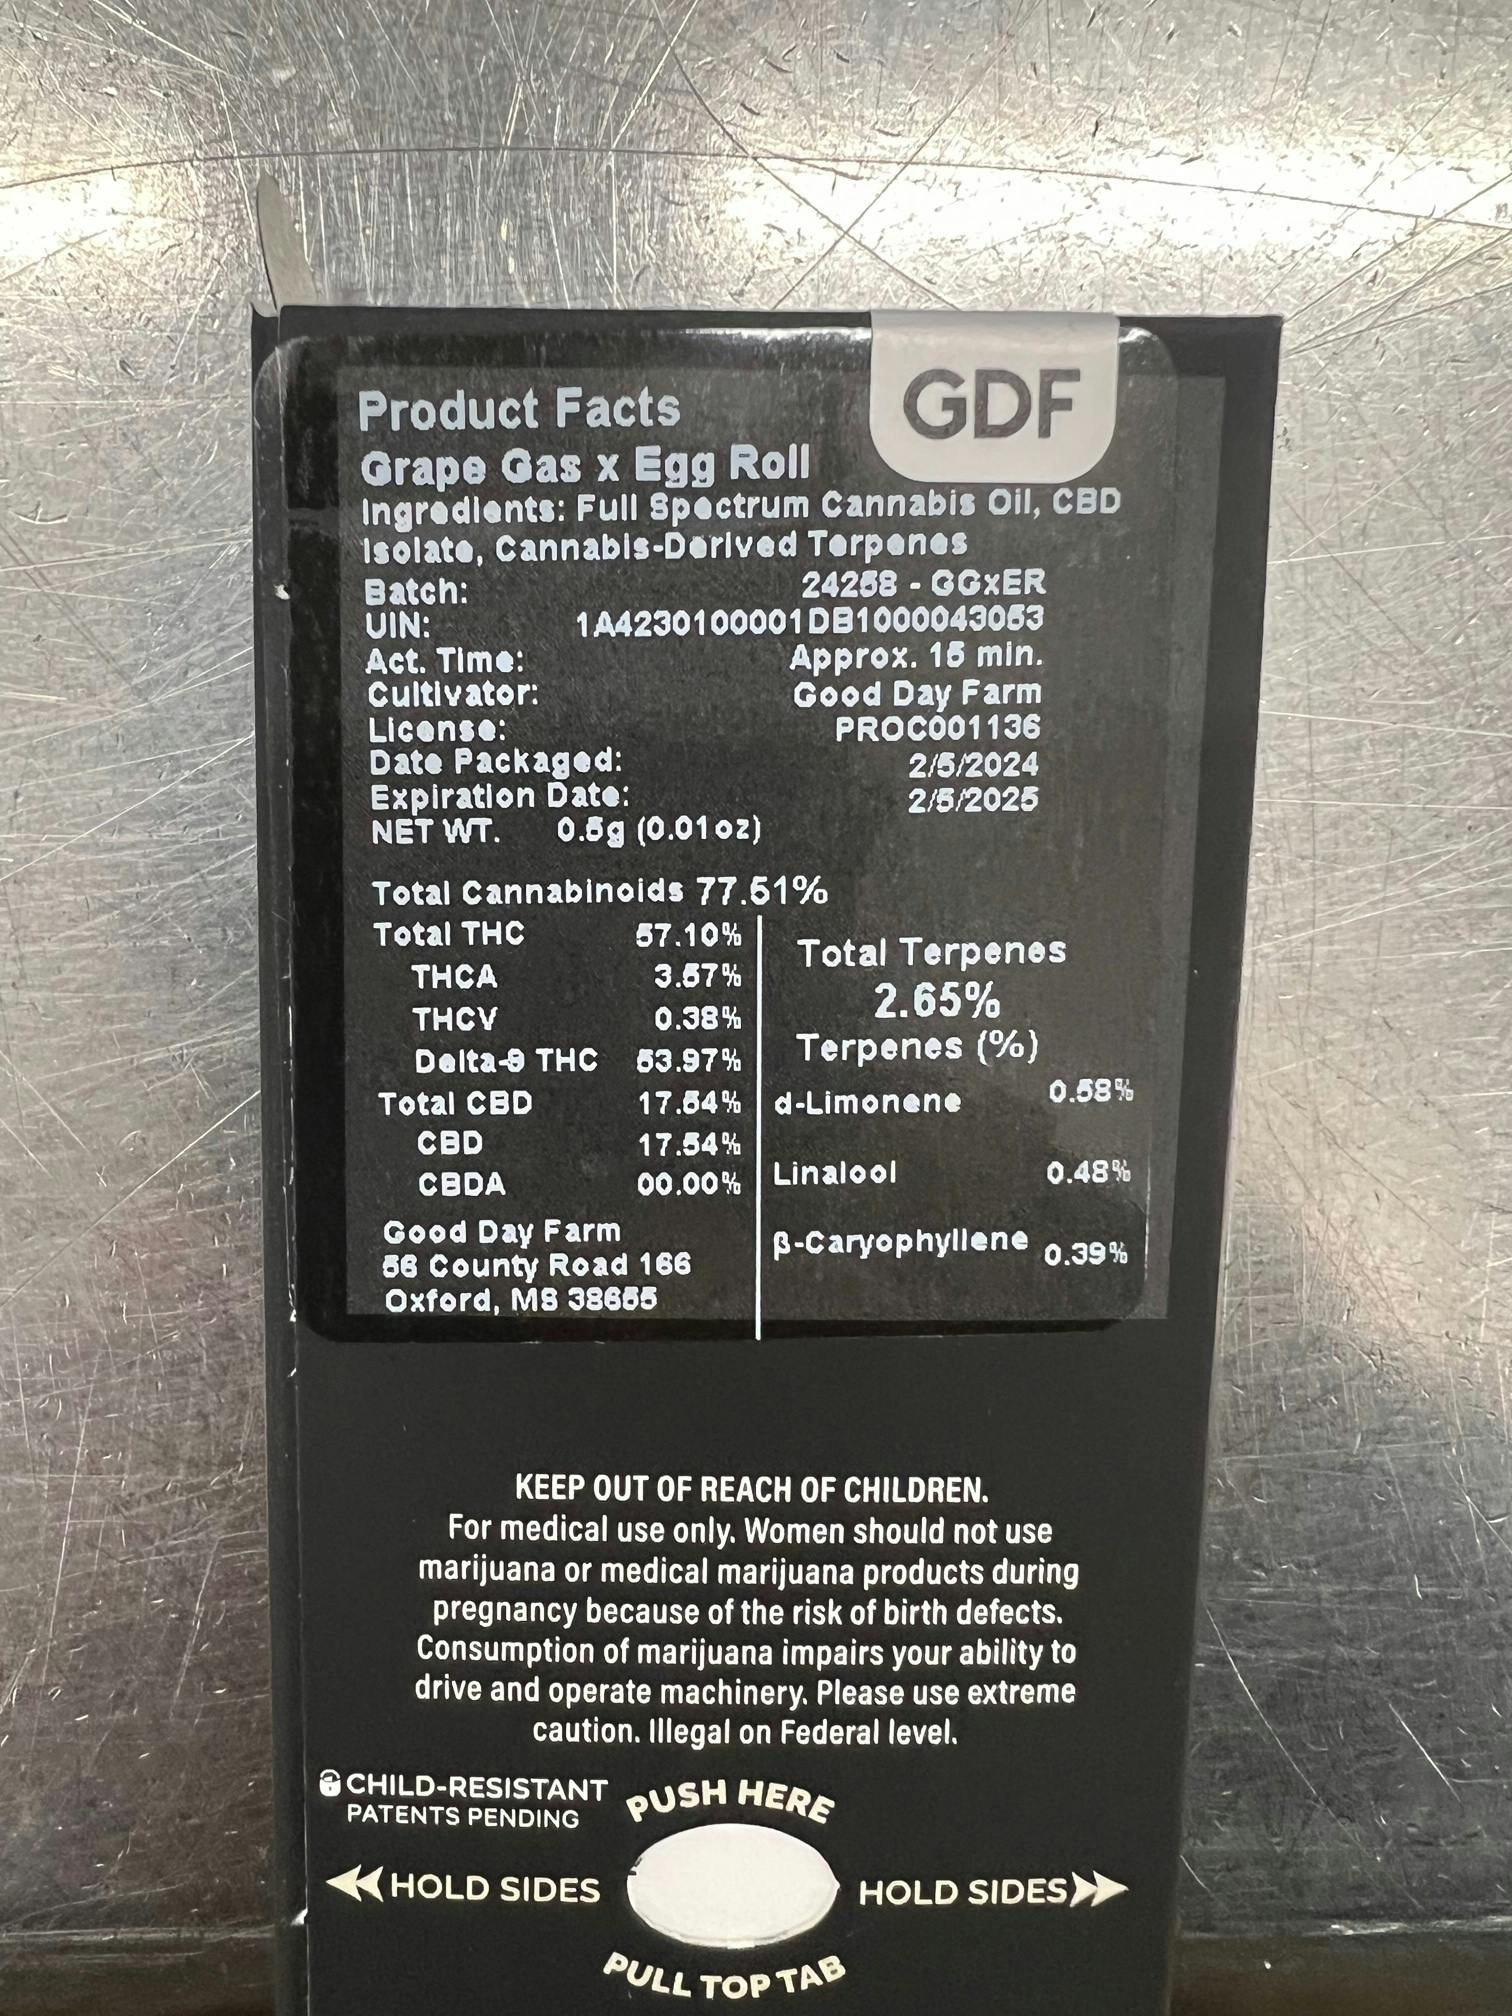 GDF
Product Facts
Grape Gas x Egg Roll
Ingredients: Full Spectrum Cannabis Oil, CBD
Isolate, Cannabis-Derived Terpenes
Batch: 24258 - GGxER
UIN: 1A4230100001DB1000043053
Act. Time: Approx. 15 min.
Cultivator: Good Day Farm
License: PROC001136
Date Packaged: 2/5/2024
Expiration Date: 2/5/2025
NET WT. 0.5g (0.01oz)
Total Cannabinoids 77.51%
Total THC 57.10%
THCA 3.57%
THCV 0.38%
Delta-9 THC 53.97%
Total CBD 17.54%
CBD 17.54%
CBDA 00.00%
Good Day Farm
56 County Road 166
Oxford, MS 38655
Total Terpenes
2.65%
Terpenes (%)
d-Limonene 0.58%
Linalool 0.48%
β-Caryophyllene 0.39%
KEEP OUT OF REACH OF CHILDREN.
For medical use only. Women should not use
marijuana or medical marijuana products during
pregnancy because of the risk of birth defects.
Consumption of marijuana impairs your ability to
drive and operate machinery. Please use extreme
caution. Illegal on Federal level.
CHILD-RESISTANT
PATENTS PENDING
PUSH HERE
HOLD SIDES
HOLD SIDES
PULL TOP TAB